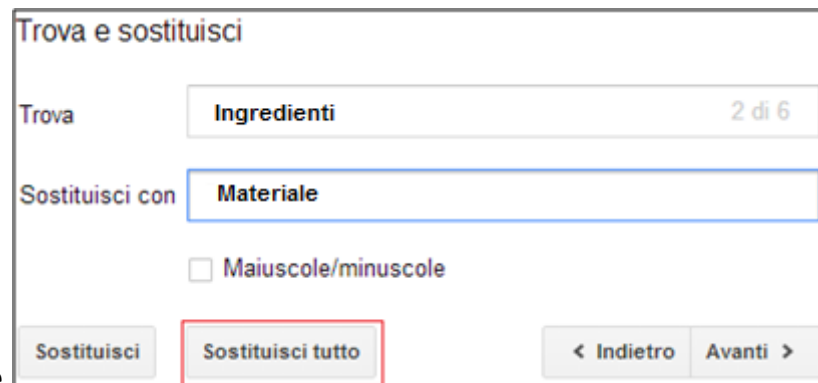 Trova e sostituisci
Trova Ingredienti 2 di 6
Sostituisci con Materiale
Maiuscole/minuscole
Sostituisci Sostituisci tutto < Indietro Avanti >